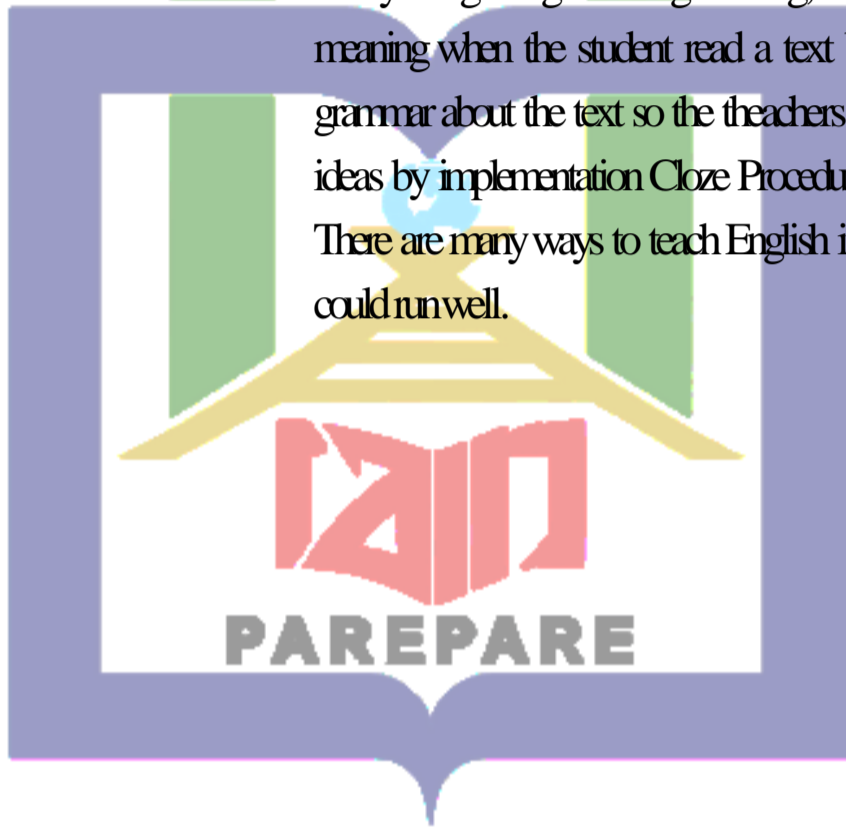 meaning when the student read a text
grammar about the text so the theachers
ideas by implementation Cloze
There are many ways to teach English
could run well.
iain
PAREPARE